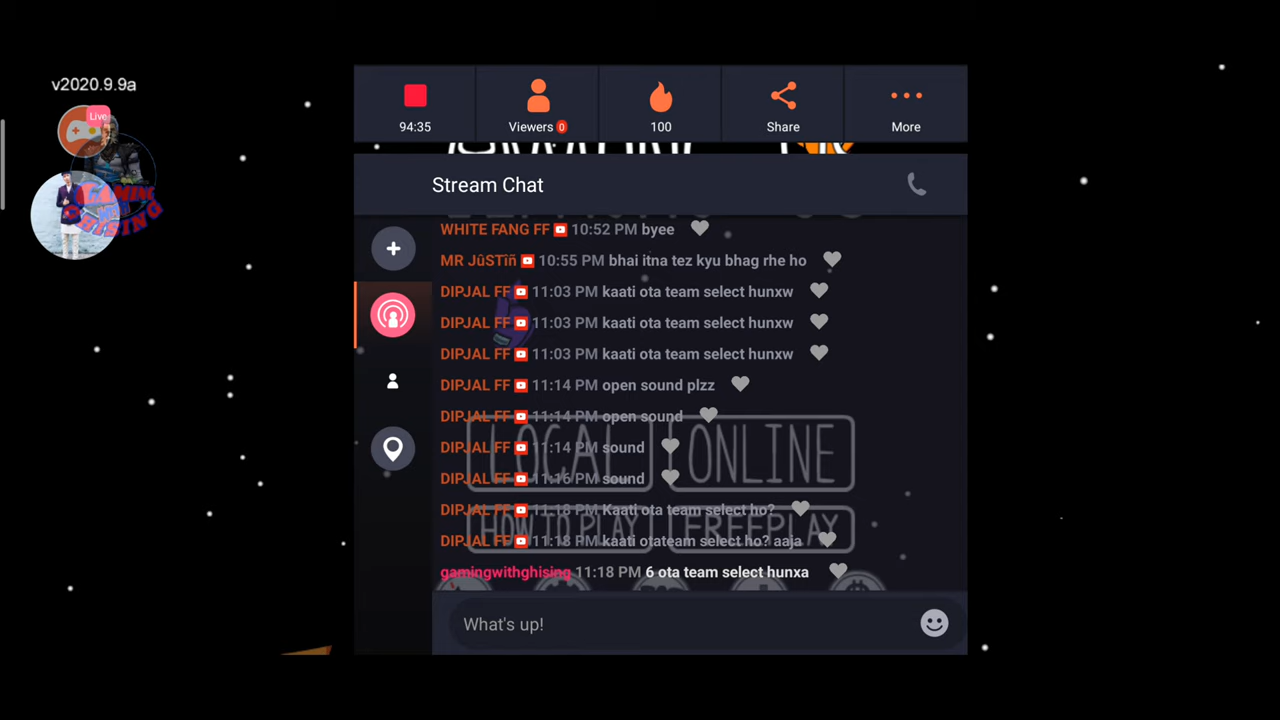 v2020.9.9a
Live
GAMING
WITH
GHISING
94:35
Viewers 0
100
Share
More
Stream Chat
WHITE FANG FF 10:52 PM byee
MR JûSTïñ 10:55 PM bhai itna tez kyu bhag rhe ho
DIPJAL FF 11:03 PM kaati ota team select hunxw
DIPJAL FF 11:03 PM kaati ota team select hunxw
DIPJAL FF 11:03 PM kaati ota team select hunxw
DIPJAL FF 11:14 PM open sound plzz
DIPJAL FF 11:14 PM open sound
DIPJAL FF 11:14 PM sound
DIPJAL FF 11:16 PM sound
DIPJAL FF 11:18 PM Kaati ota team select ho?
DIPJAL FF 11:18 PM kaati otateam select ho? aaja
gamingwithghising 11:18 PM 6 ota team select hunxa
LOCAL
ONLINE
HOW TO PLAY
FREEPLAY
What's up!